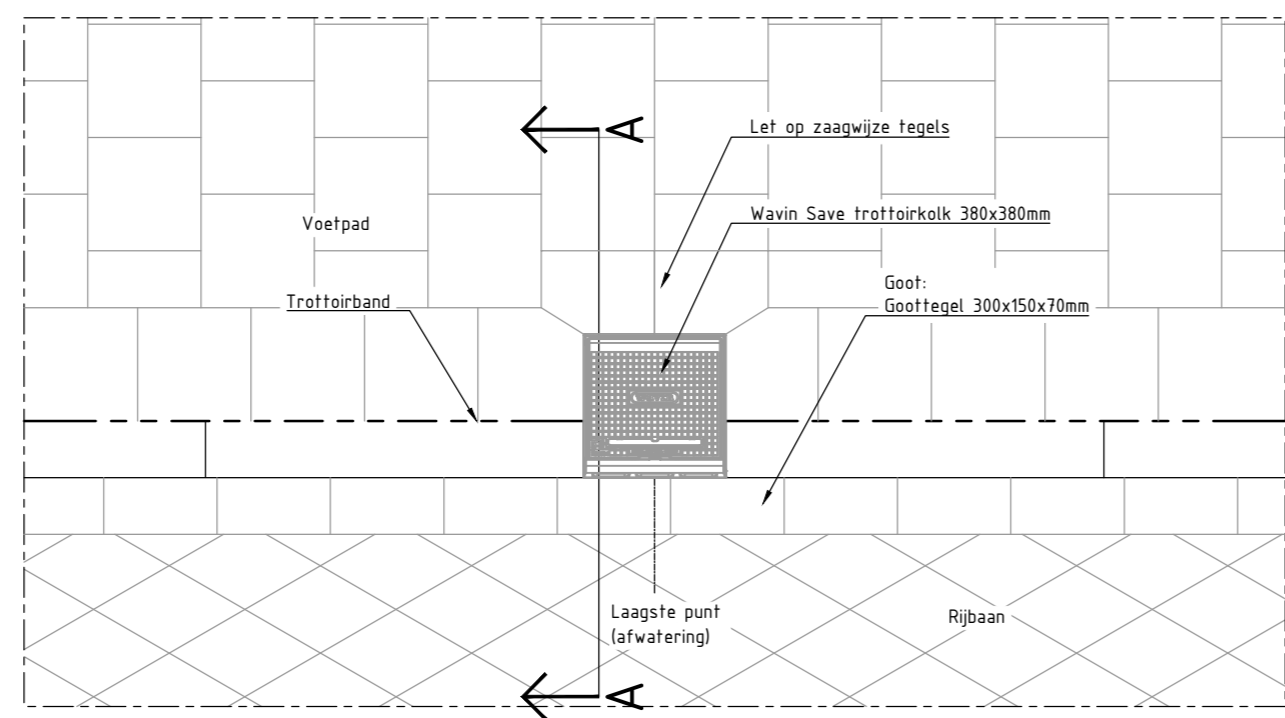 A
Let op zaagwijze tegels
Wavin Save trottoirkolk 380x380mm
Voetpad
Goot:
Goottegel 300x150x70mm
Trottoirband
Laagste punt
(afwatering)
Rijbaan
A